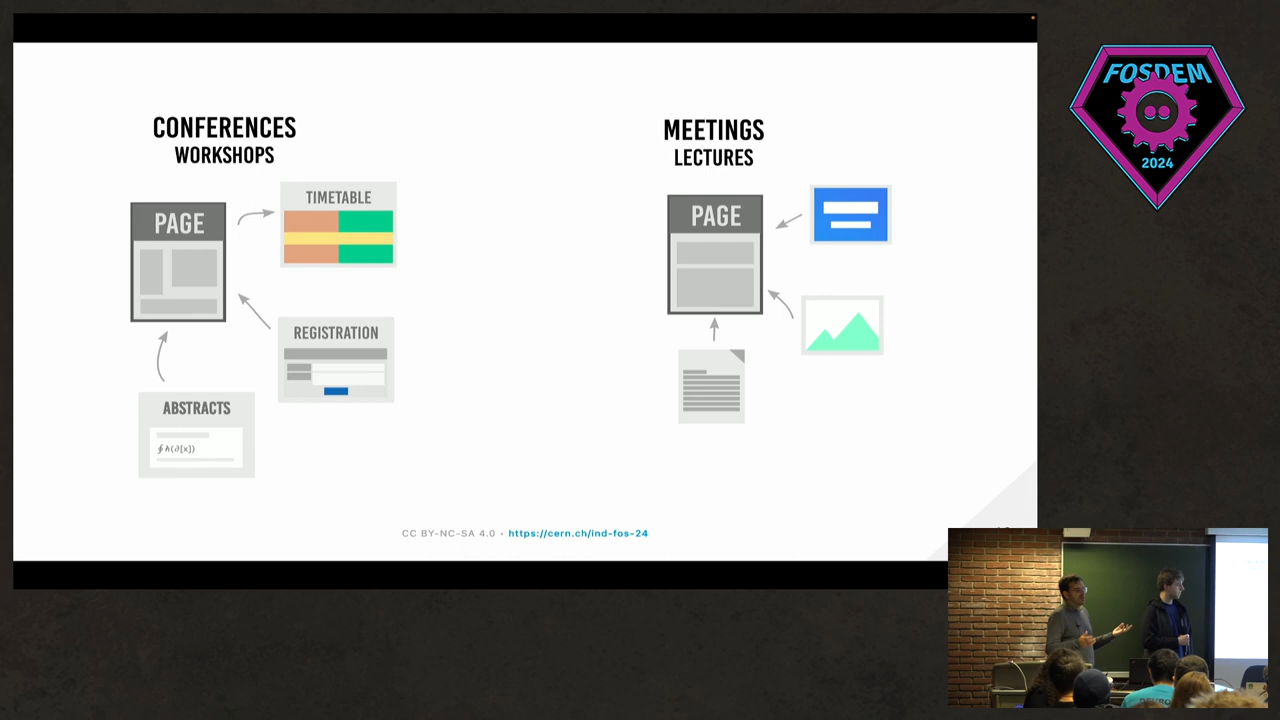 CONFERENCES
WORKSHOPS
PAGE
TIMETABLE
REGISTRATION
ABSTRACTS
∮ℏ(∂[x])
MEETINGS
LECTURES
PAGE
CC BY-NC-SA 4.0 • https://cern.ch/ind-fos-24
FOSDEM
2024